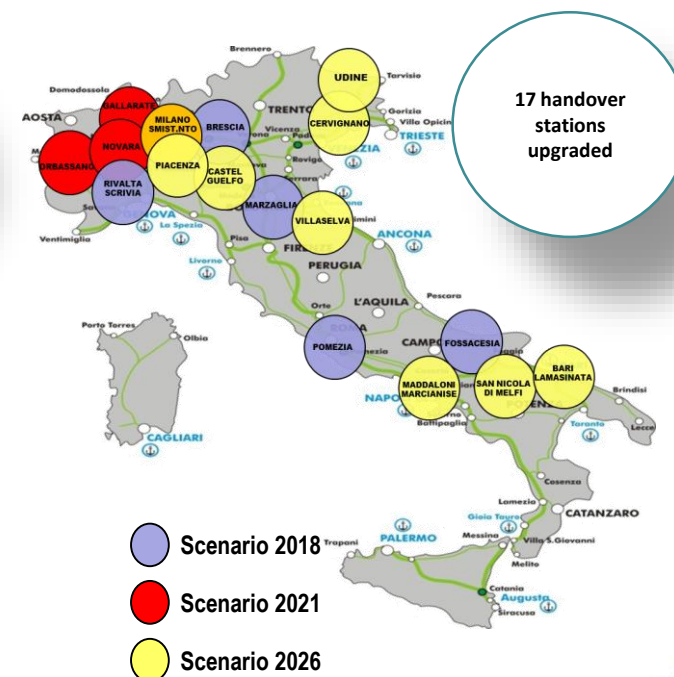 17 handover
stations
upgraded
Brennero
Domodossola
Tarvisio
UDINE
GALLARATE
AOSTA
TRENTO
Gorizia
Villa Opicin
MILANO
SMIST.NTO
BRESCIA
Vicenza
CERVIGNANO
TRIESTE
NOVARA
ORBASSANO
PIACENZA
CASTEL
GUELFO
Rovigo
RIVALTA
SCRIVIA
MARZAGLIA
VILLASELVA
Ventimiglia
La Spezia
Pisa
FIRENZE
ANCONA
Livorno
PERUGIA
L'AQUILA
Pescara
Orte
Porto Torres
Olbia
POMEZIA
FOSSACESIA
MADDALONI
MARCIANISE
SAN NICOLA
DI MELFI
BARI
LAMASINATA
Brindisi
Battipaglia
Taranto
Lecce
CAGLIARI
Cosenza
Lamezia
CATANZARO
Gioia Tauro
Messina
Villa S.Giovanni
Trapani
PALERMO
Melito
Catania
Augusta
Siracusa
Scenario 2018
Scenario 2021
Scenario 2026